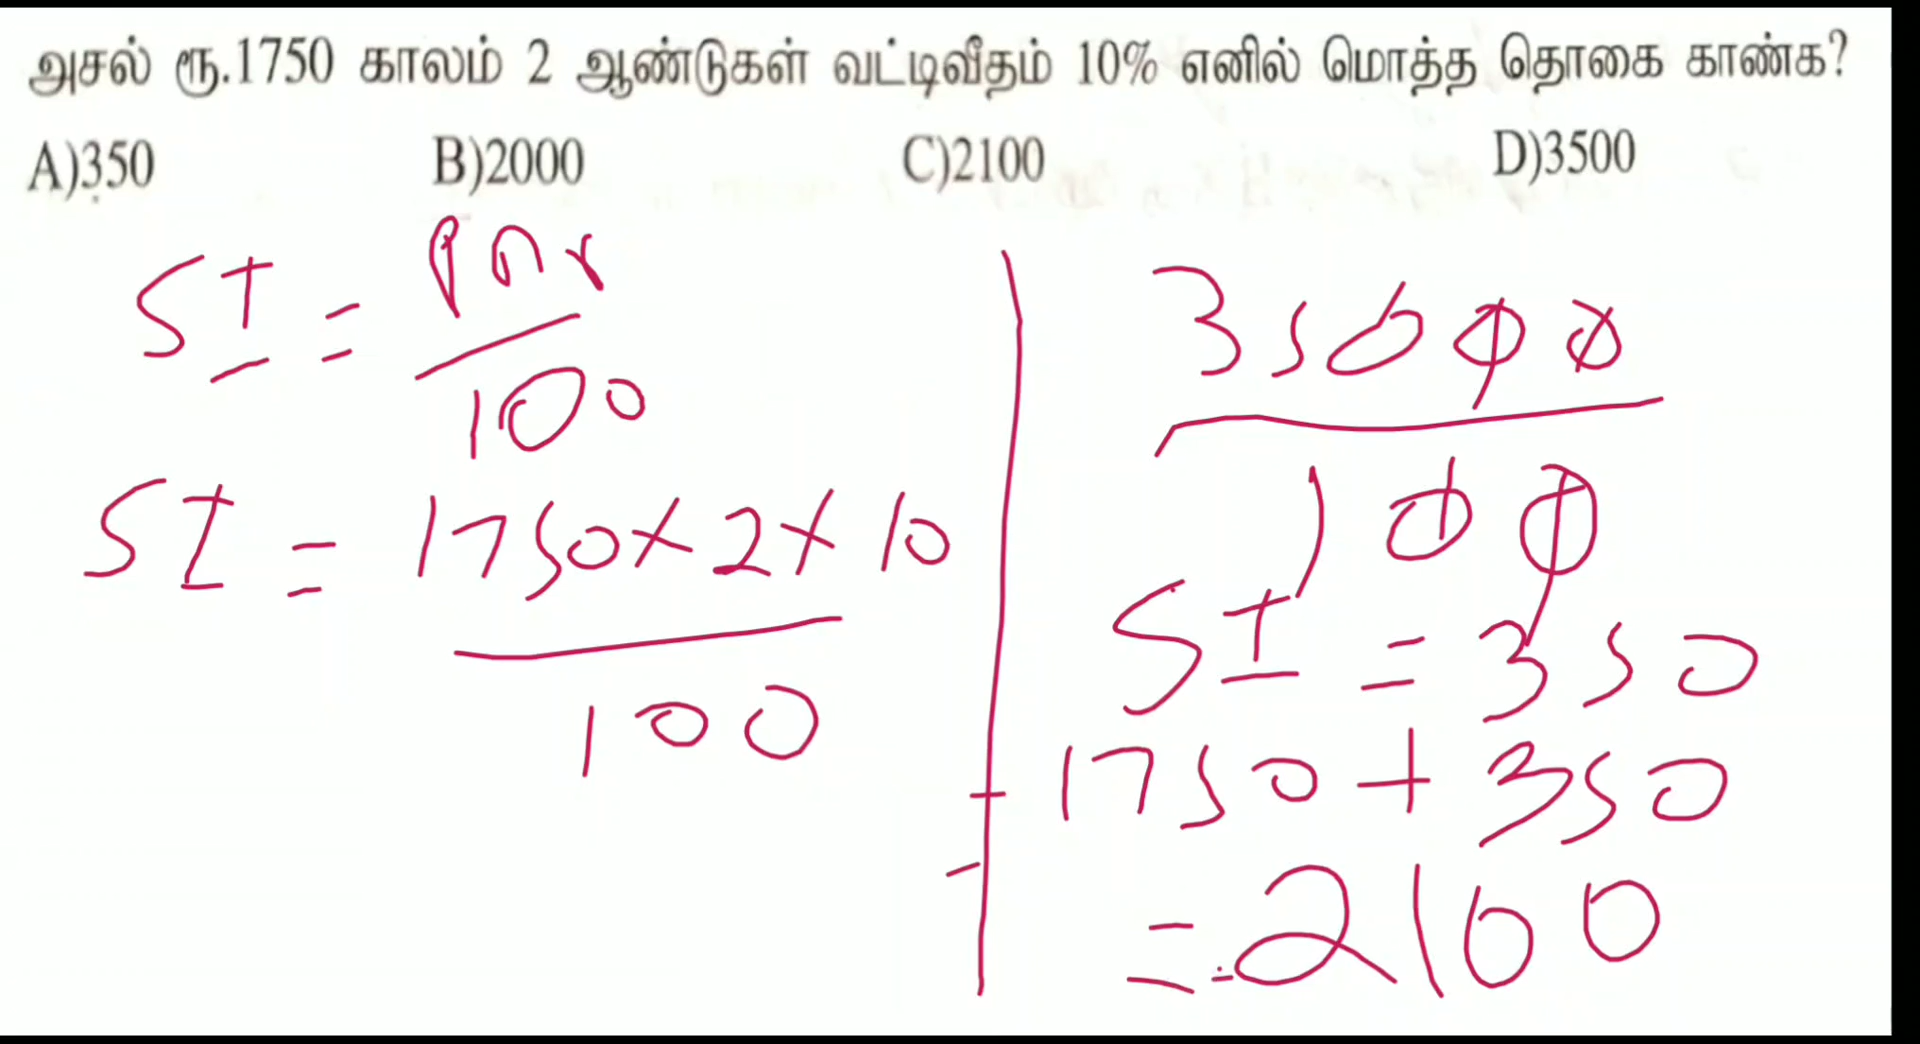 அசல் ரூ.1750 காலம் 2 ஆண்டுகள் வட்டிவீதம் 10% எனில் மொத்த தொகை காண்க?
A)350 B)2000 C)2100 D)3500
SI = pnr
100
SI = 1750 × 2 × 10
100
35000
100
SI = 350
1750 + 350
= 2100